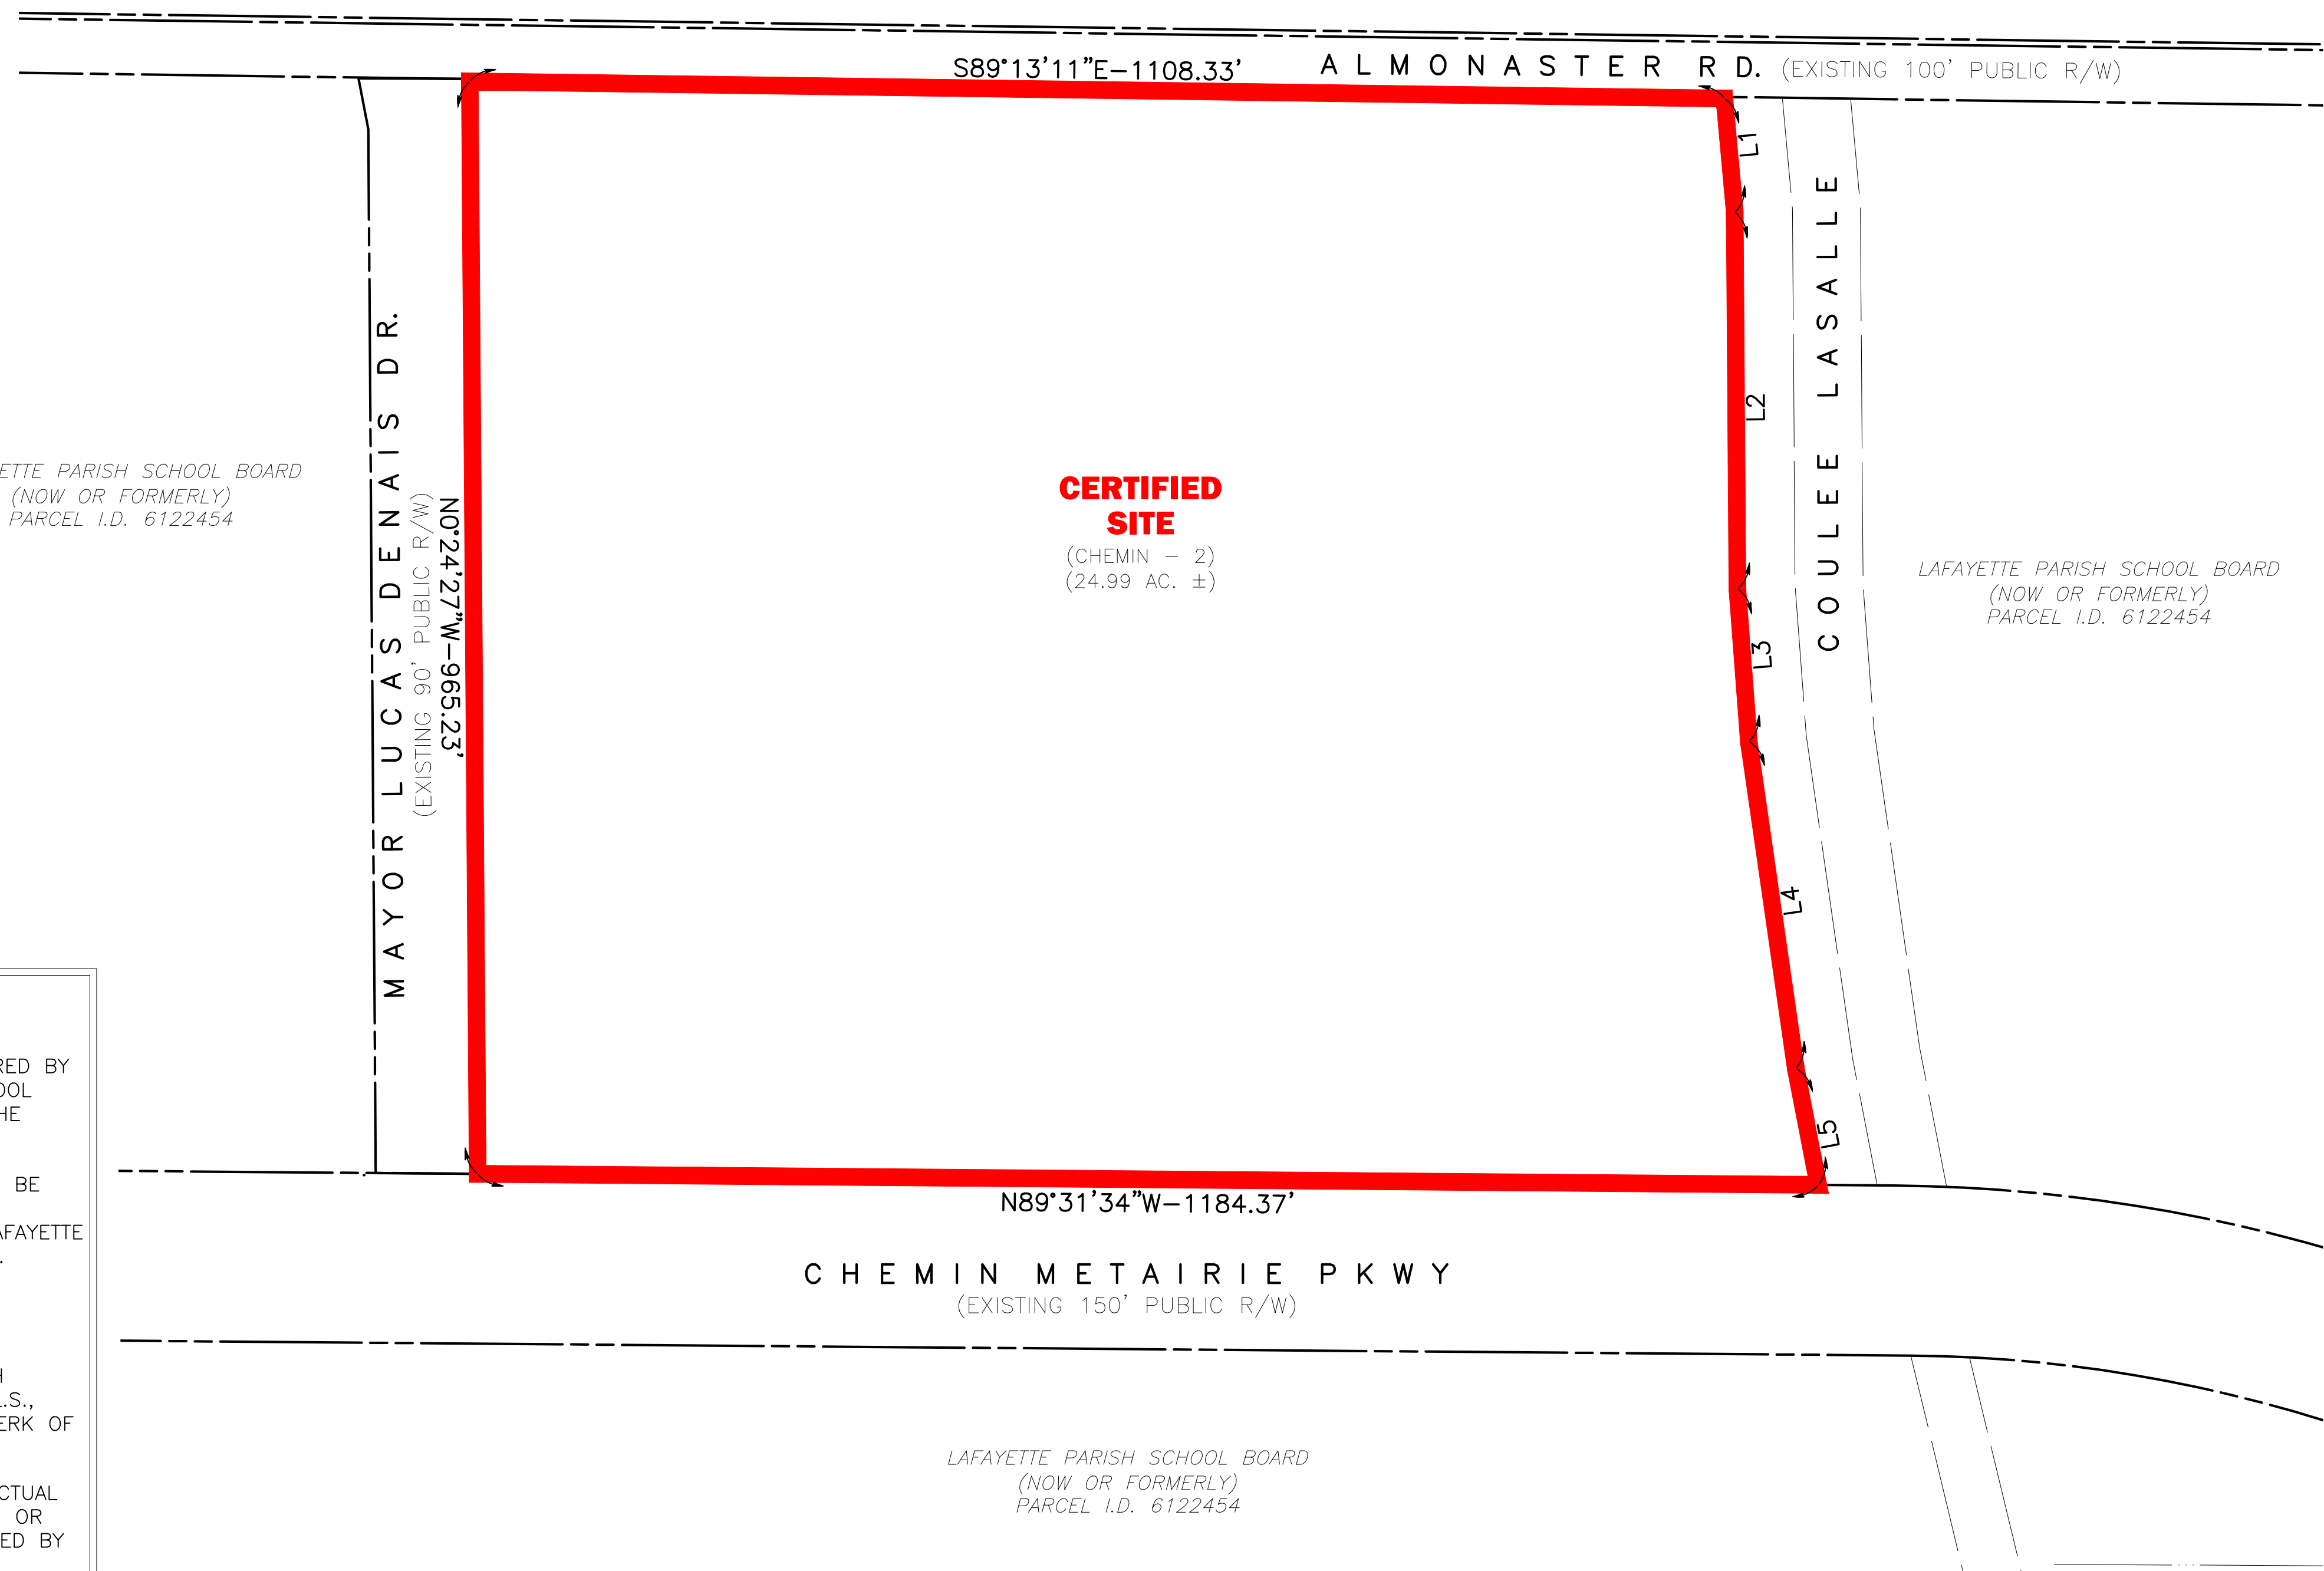 S89°13'11"E-1108.33'
ALMONASTER RD. (EXISTING 100' PUBLIC R/W)
L1
L2
L3
L4
L5
COULEE LASALLE
MAYOR LUCAS DENAIS DR.
(EXISTING 90' PUBLIC R/W)
N0°24'27"W-965.23'
ETTE PARISH SCHOOL BOARD
(NOW OR FORMERLY)
PARCEL I.D. 6122454
CERTIFIED
SITE
(CHEMIN - 2)
(24.99 AC. ±)
LAFAYETTE PARISH SCHOOL BOARD
(NOW OR FORMERLY)
PARCEL I.D. 6122454
N89°31'34"W-1184.37'
CHEMIN METAIRIE PKWY
(EXISTING 150' PUBLIC R/W)
LAFAYETTE PARISH SCHOOL BOARD
(NOW OR FORMERLY)
PARCEL I.D. 6122454
RED BY
OOL
HE
BE
AFAYETTE
.
H
L.S.,
ERK OF
CTUAL
OR
ED BY